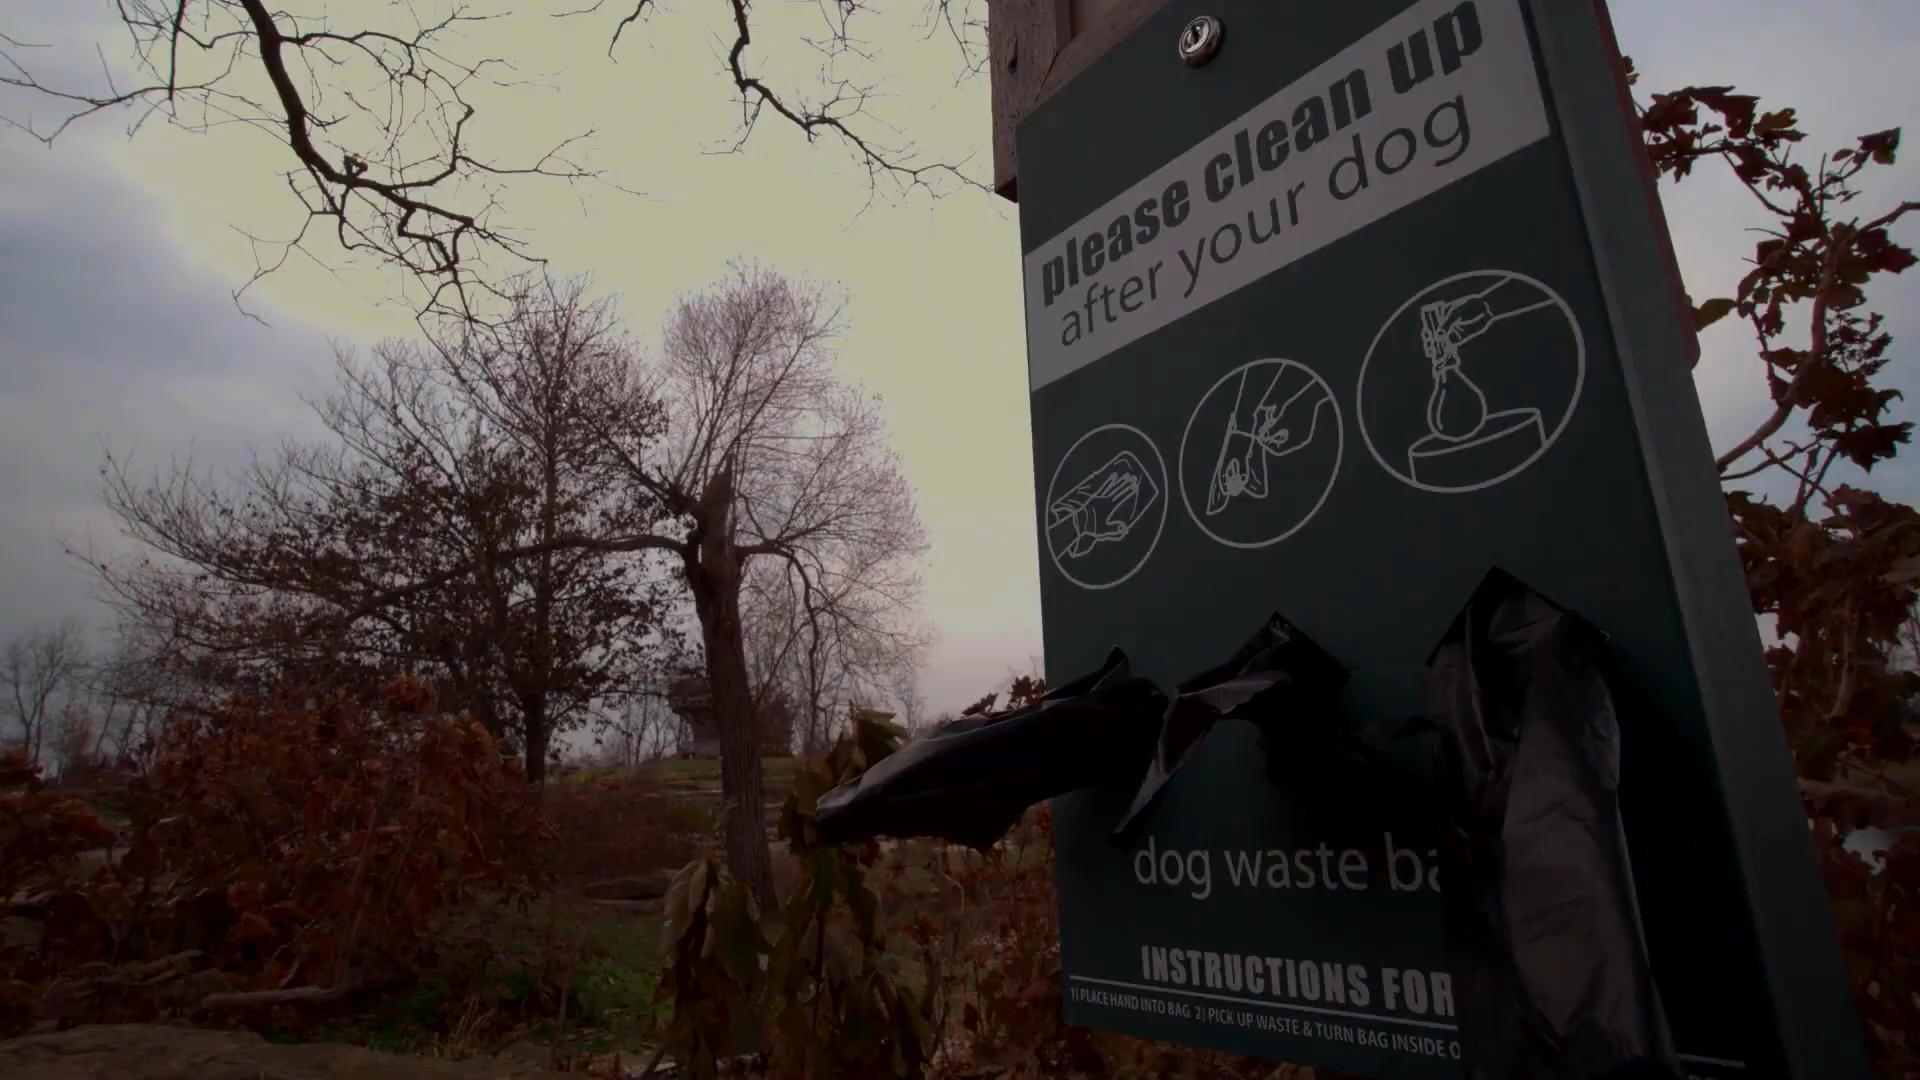 please clean up
after your dog
dog waste ba
INSTRUCTIONS FOR
1) PLACE HAND INTO BAG 2) PICK UP WASTE & TURN BAG INSIDE O